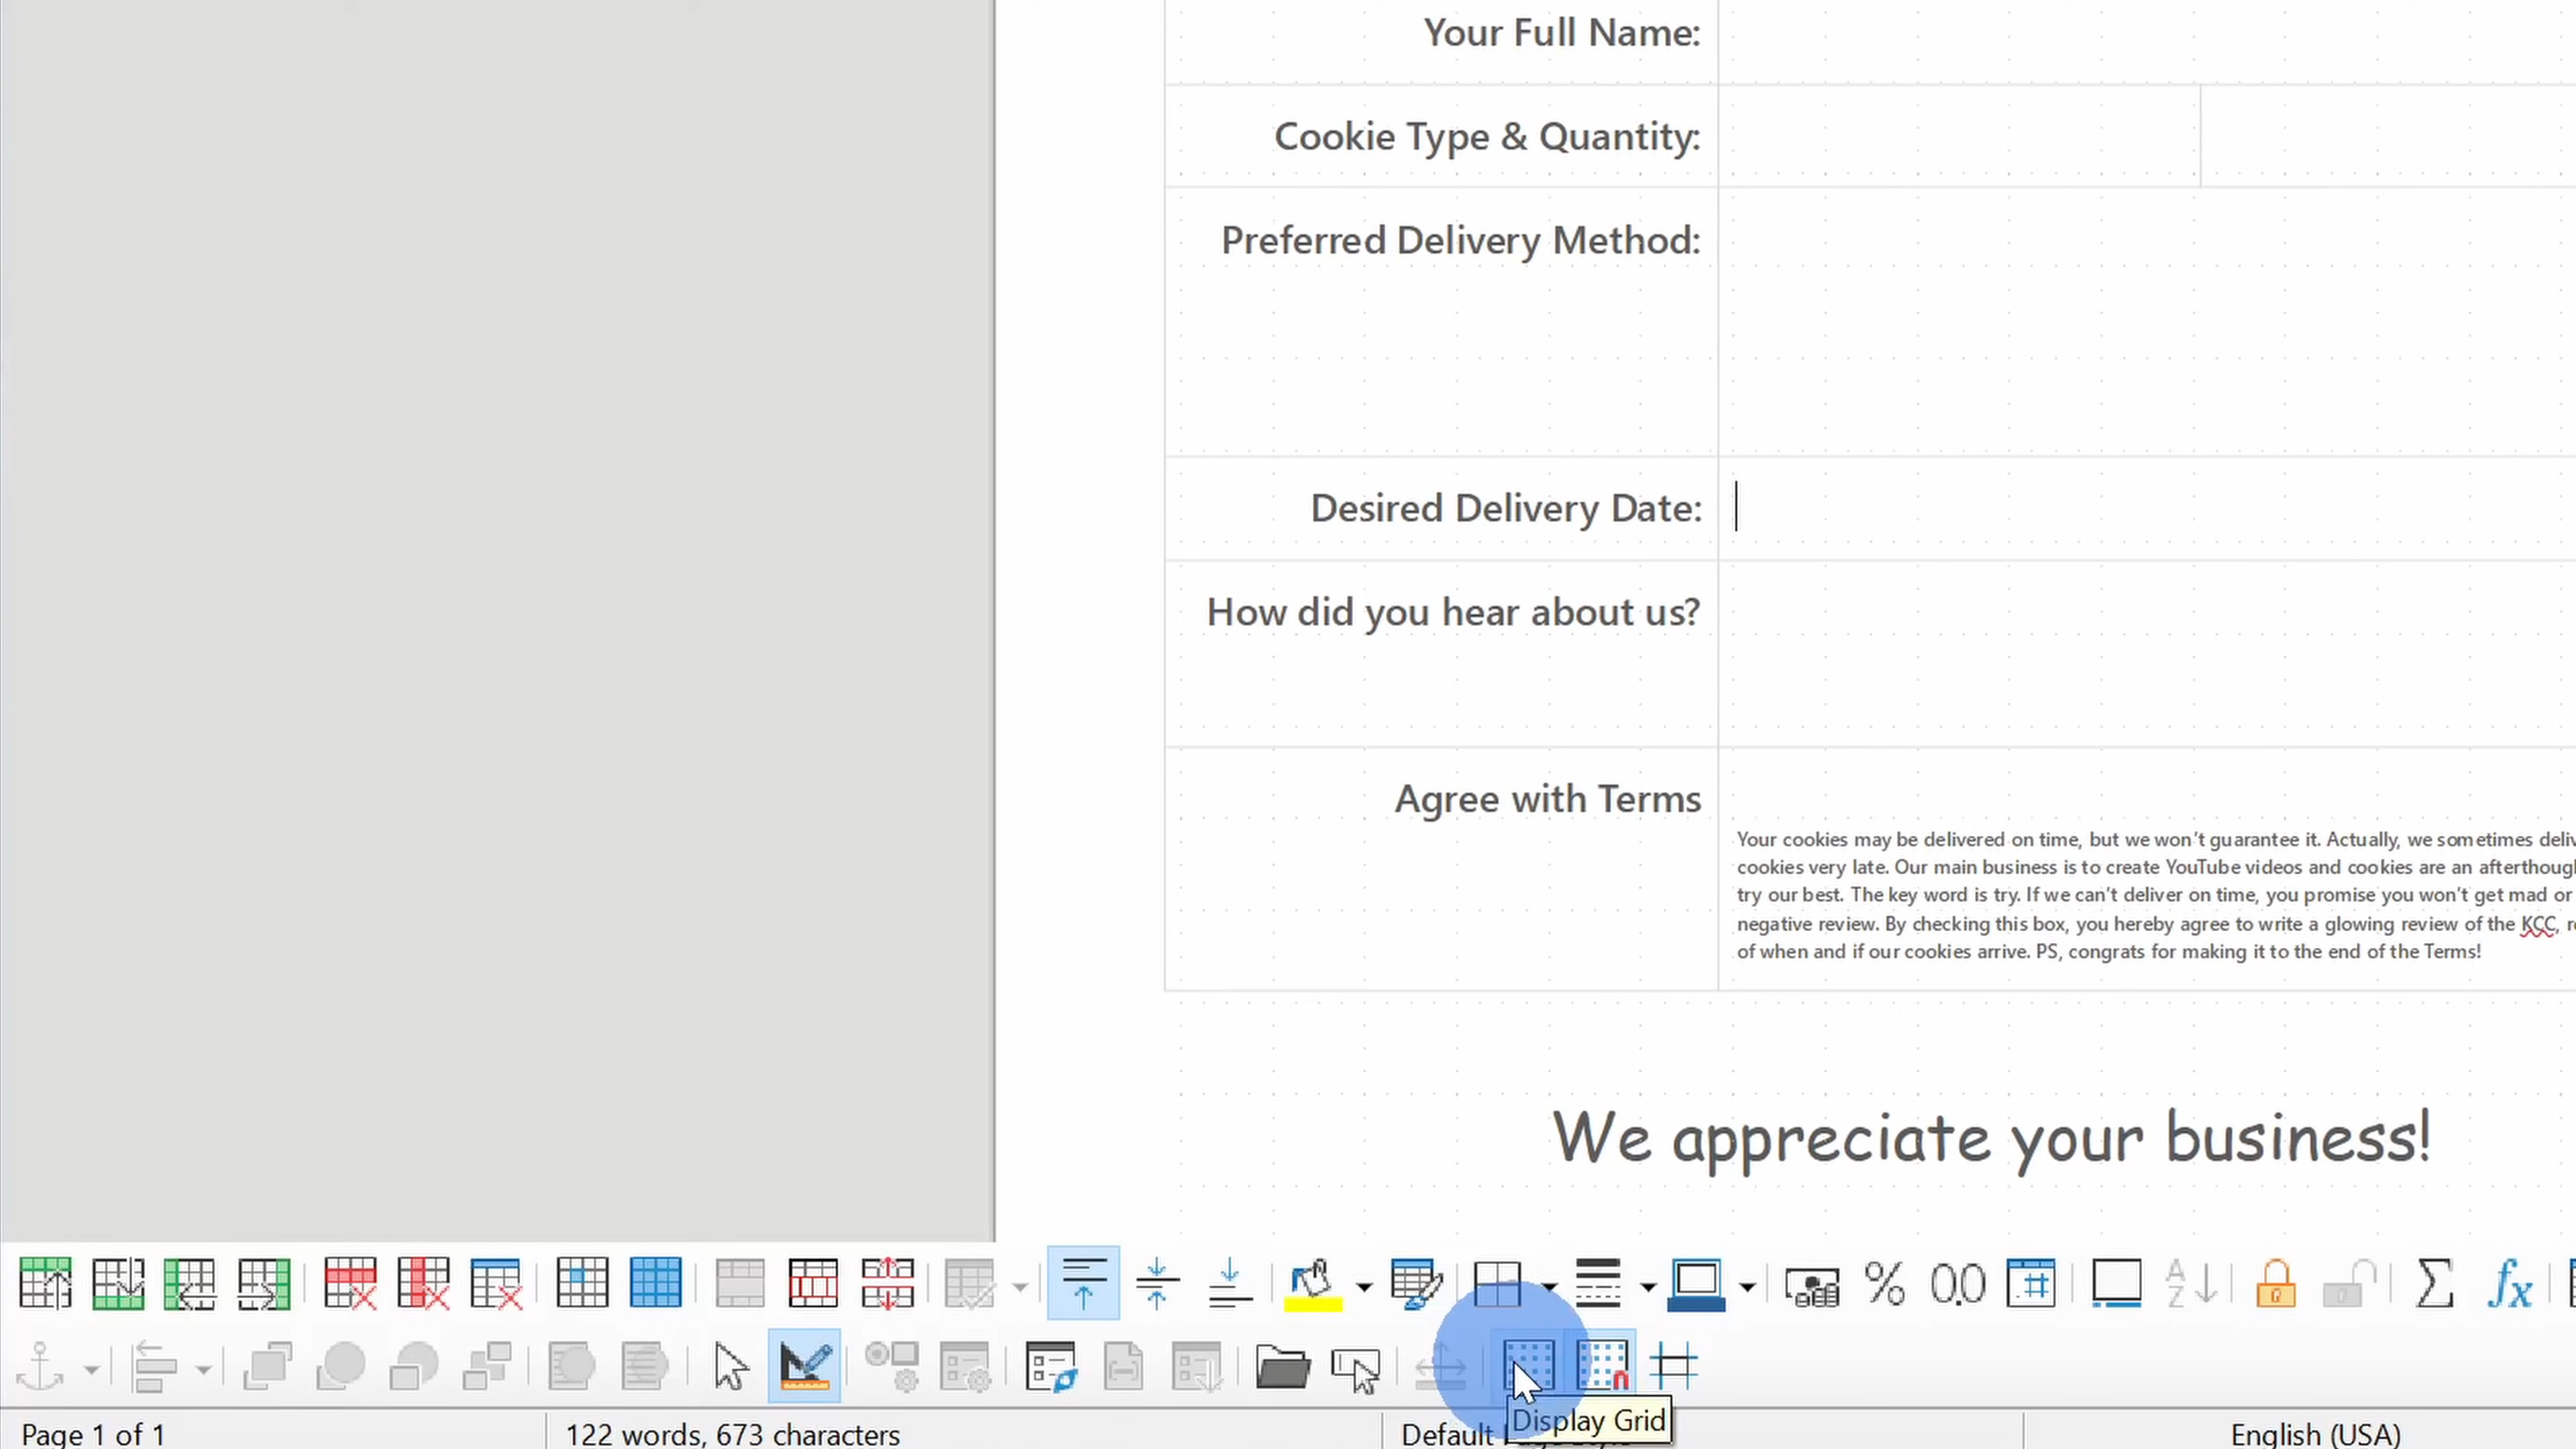 Your Full Name:
Cookie Type & Quantity:
Preferred Delivery Method:
Desired Delivery Date:
How did you hear about us?
Agree with Terms
Your cookies may be delivered on time, but we won't guarantee it. Actually, we sometimes
cookies very late. Our main business is to create YouTube videos and cookies are an
try our best. The key word is try. If we can't deliver on time, you promise you won't get mad or
negative review. By checking this box, you hereby agree to write a glowing review of the KCC,
of when and if our cookies arrive. PS, congrats for making it to the end of the Terms!
We appreciate your business!
%
0.0
A
Z
Σ
fx
Display Grid
Page 1 of 1
122 words, 673 characters
Default
English (USA)